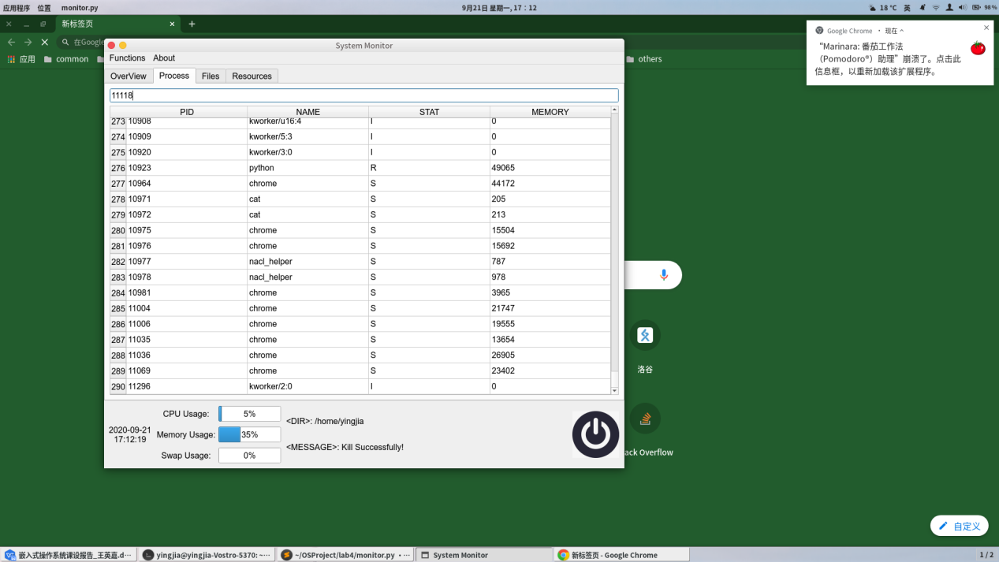 应用程序 位置 monitor.py 9月21日 星期一, 17：12 18 ℃ 英 98 %
新标签页
在Google
应用 common others
Google Chrome • 现在
“Marinara: 番茄工作法
（Pomodoro®）助理”崩溃了。点击此
信息框，以重新加载该扩展程序。
System Monitor
Functions About
OverView Process Files Resources
11118
PID NAME STAT MEMORY
273 10908 kworker/u16:4 I 0
274 10909 kworker/5:3 I 0
275 10920 kworker/3:0 I 0
276 10923 python R 49065
277 10964 chrome S 44172
278 10971 cat S 205
279 10972 cat S 213
280 10975 chrome S 15504
281 10976 chrome S 15692
282 10977 nacl_helper S 787
283 10978 nacl_helper S 978
284 10981 chrome S 3965
285 11004 chrome S 21747
286 11006 chrome S 19555
287 11035 chrome S 13654
288 11036 chrome S 26905
289 11069 chrome S 23402
290 11296 kworker/2:0 I 0
洛谷
ack Overflow
2020-09-21
17:12:19
CPU Usage: 5%
Memory Usage: 35%
Swap Usage: 0%
<DIR>: /home/yingjia
<MESSAGE>: Kill Successfully!
自定义
嵌入式操作系统课设报告_王英嘉.d··· yingjia@yingjia-Vostro-5370: ~··· ~/OSProject/lab4/monitor.py • ··· System Monitor 新标签页 - Google Chrome 1 / 2